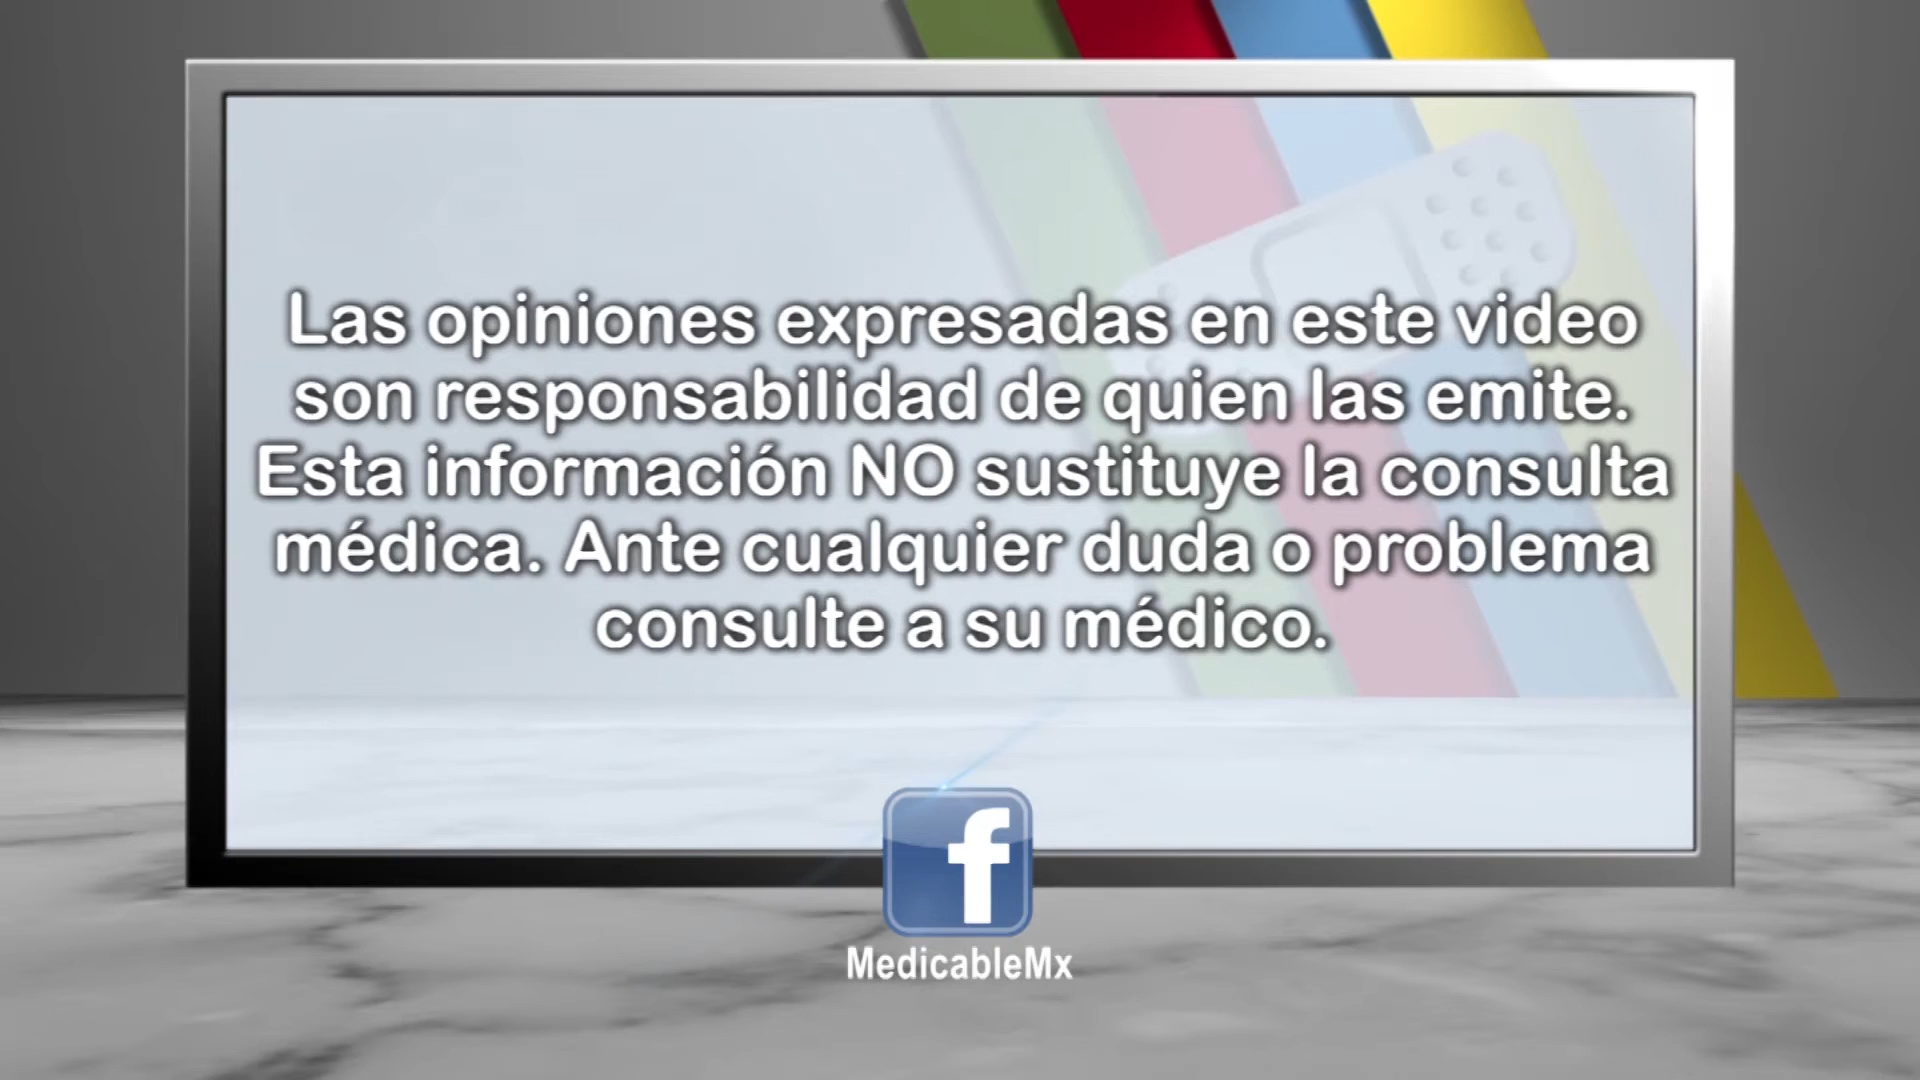 Las opiniones expresadas en este video
son responsabilidad de quien las emite.
Esta información NO sustituye la consulta
médica. Ante cualquier duda o problema
consulte a su médico.
f
MedicableMx